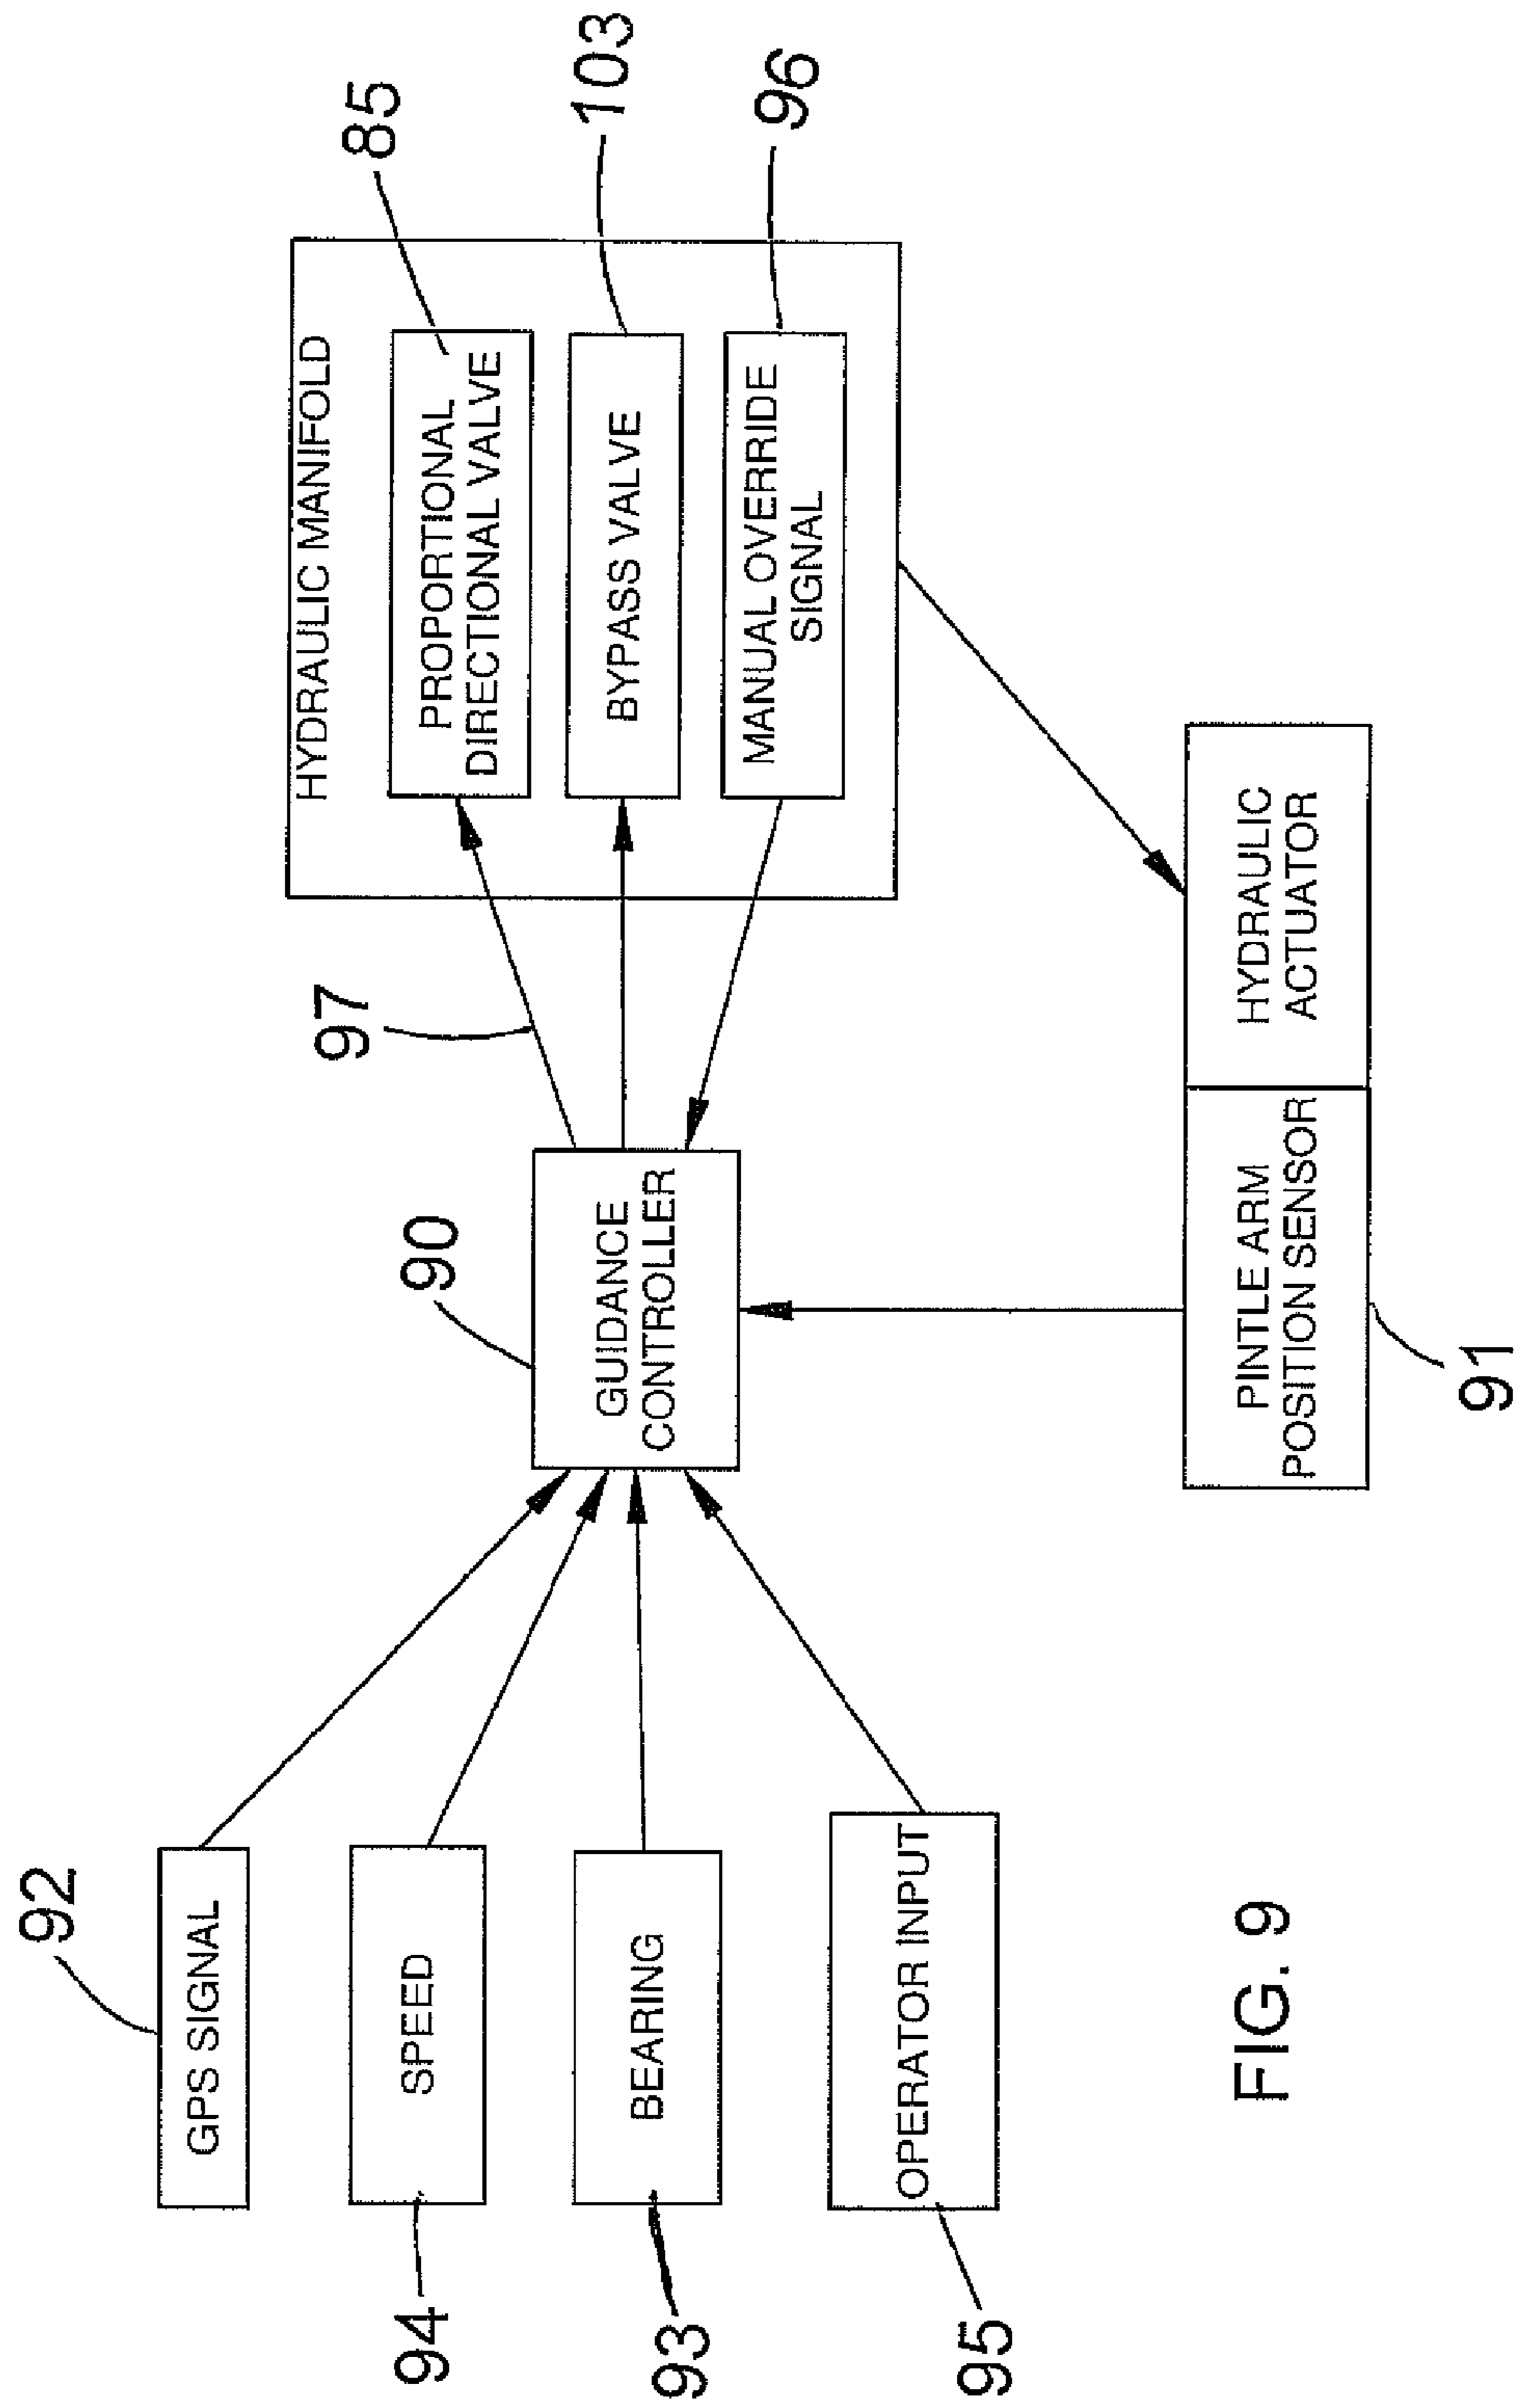 92
GPS SIGNAL
94
SPEED
93
BEARING
95
OPERATOR INPUT
90
GUIDANCE
CONTROLLER
97
HYDRAULIC MANIFOLD
85
PROPORTIONAL
DIRECTIONAL VALVE
103
BYPASS VALVE
96
MANUAL OVERRIDE
SIGNAL
PINTLE ARM
POSITION SENSOR
91
HYDRAULIC
ACTUATOR
FIG. 9